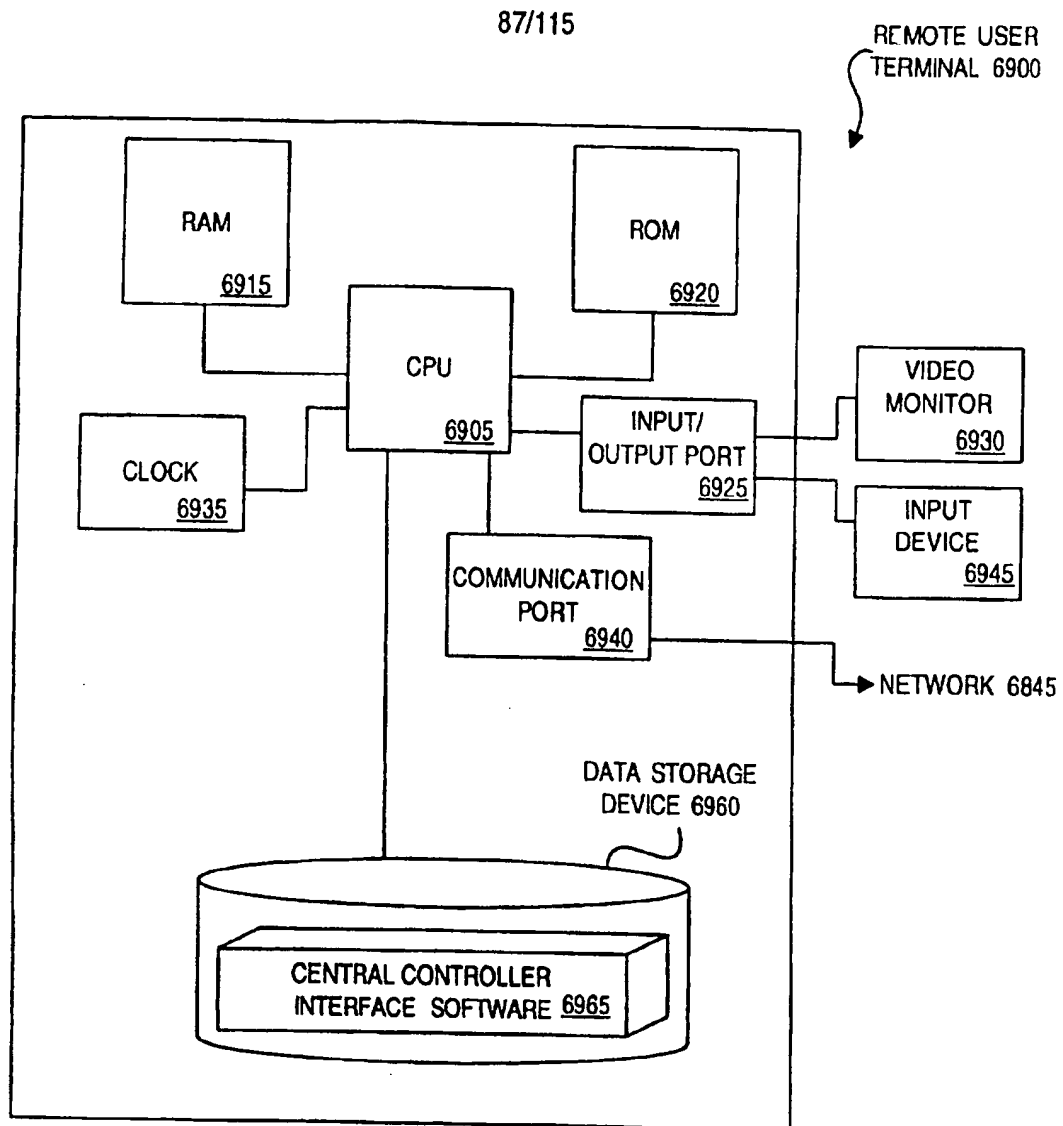 87/115
REMOTE USER
TERMINAL 6900
RAM
6915
ROM
6920
CPU
6905
CLOCK
6935
INPUT/
OUTPUT PORT
6925
VIDEO
MONITOR
6930
INPUT
DEVICE
6945
COMMUNICATION
PORT
6940
NETWORK 6845
DATA STORAGE
DEVICE 6960
CENTRAL CONTROLLER
INTERFACE SOFTWARE 6965